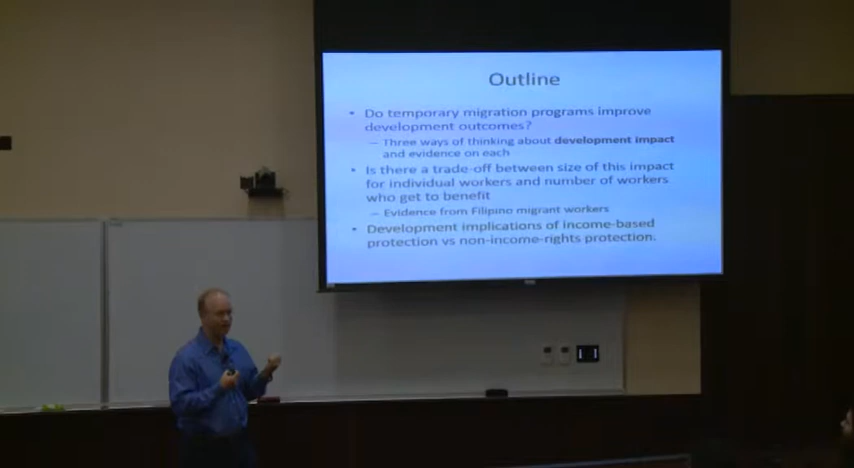 Outline
• Do temporary migration programs improve
development outcomes?
– Three ways of thinking about development impact
and evidence on each
• Is there a trade-off between size of this impact
for individual workers and number of workers
who get to benefit
– Evidence from Filipino migrant workers
• Development implications of income-based
protection vs non-income-rights protection.